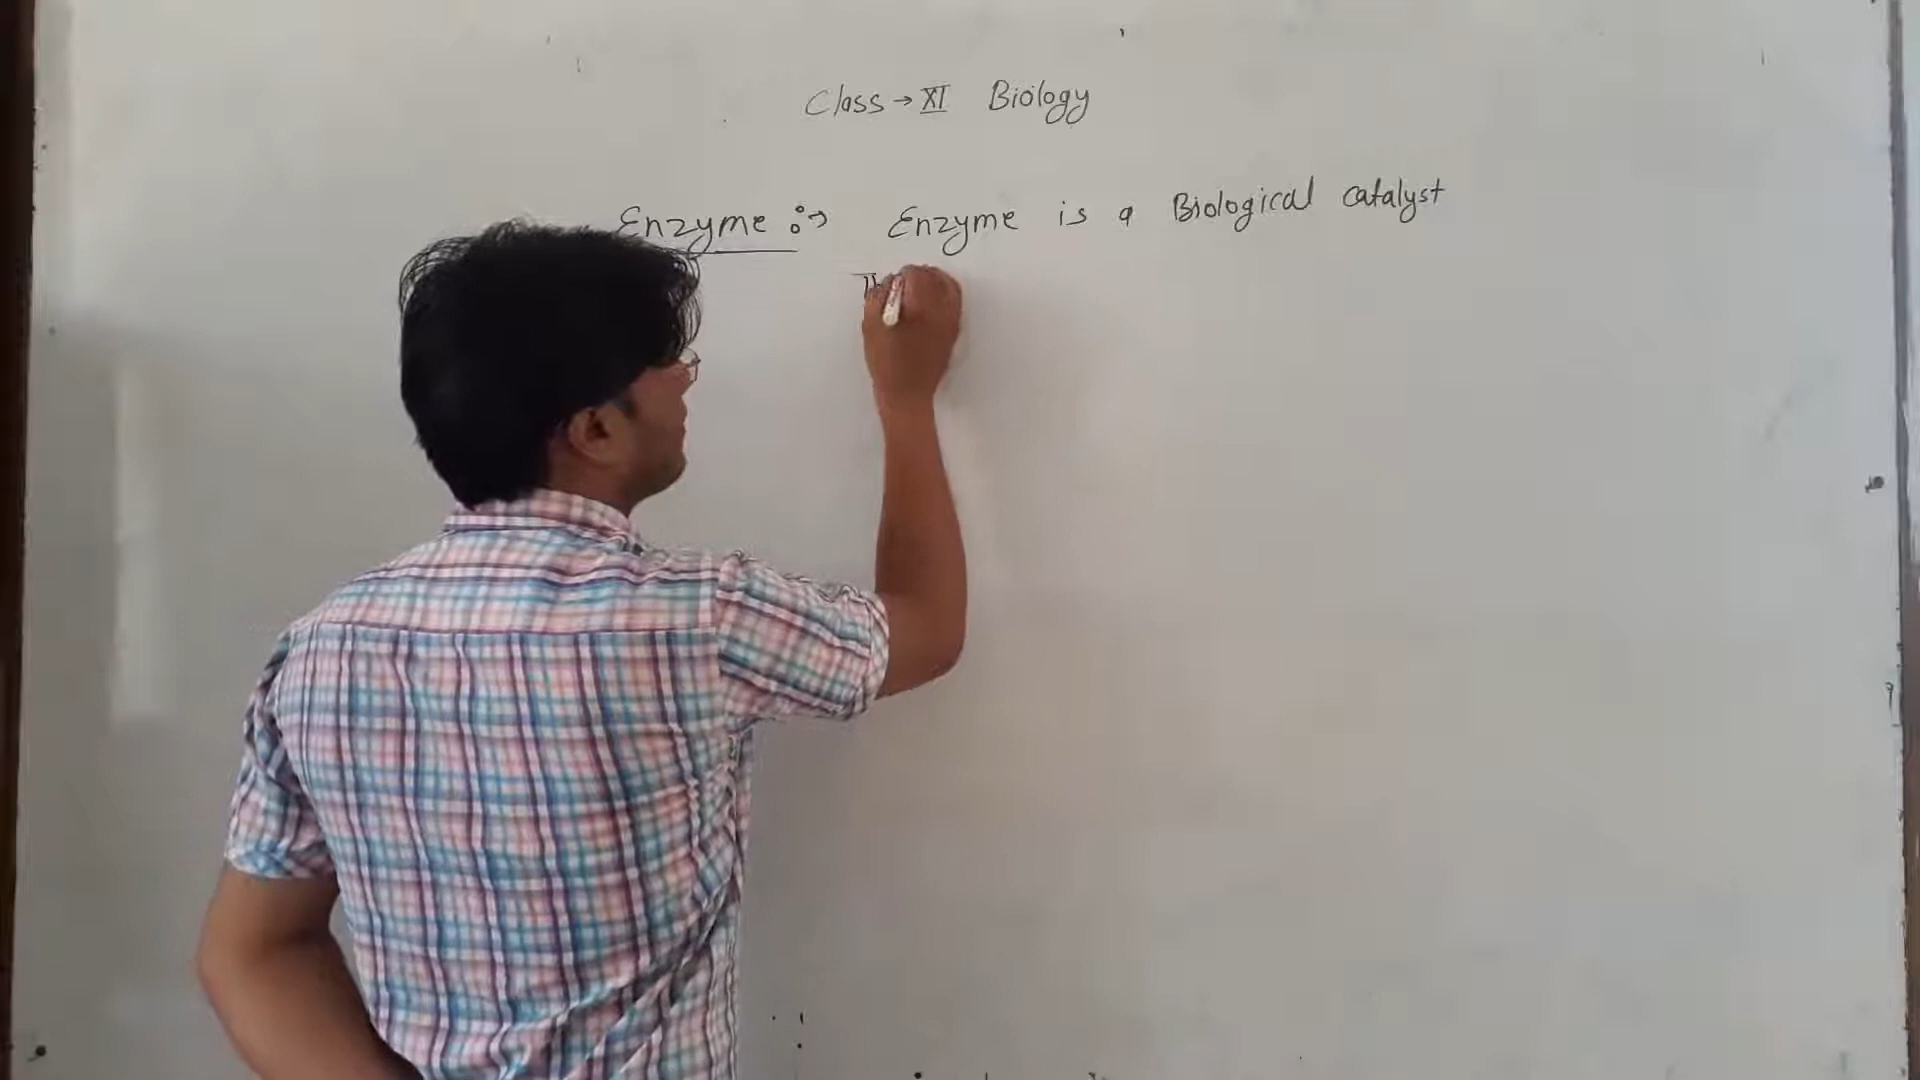 Class → XI Biology
Enzyme :→ Enzyme is a Biological catalyst